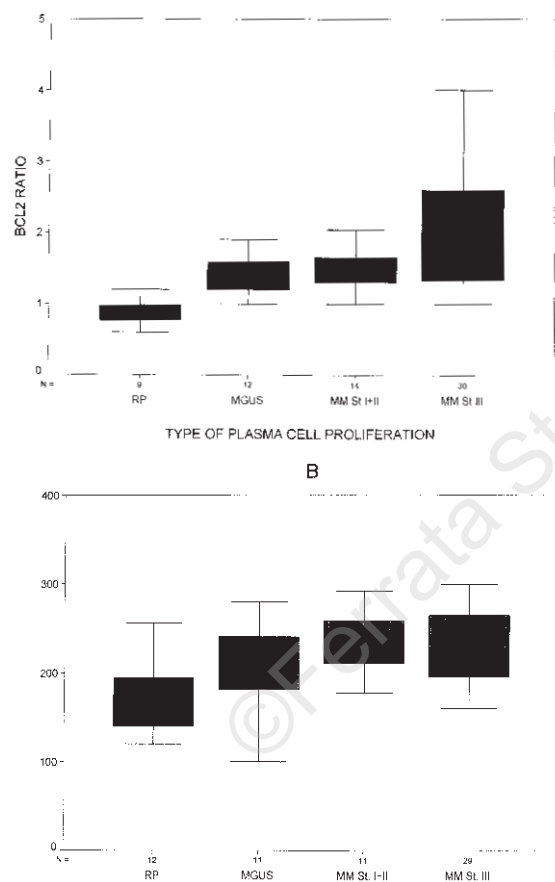 5
4
3
2
1
0
BCL2 RATIO
N = 9 12 14 30
RP MGUS MM St I+II MM St III
TYPE OF PLASMA CELL PROLIFERATION
B
400
300
200
100
0
N = 12 11 11 29
RP MGUS MM St. I-II MM St. III
©Ferrata St